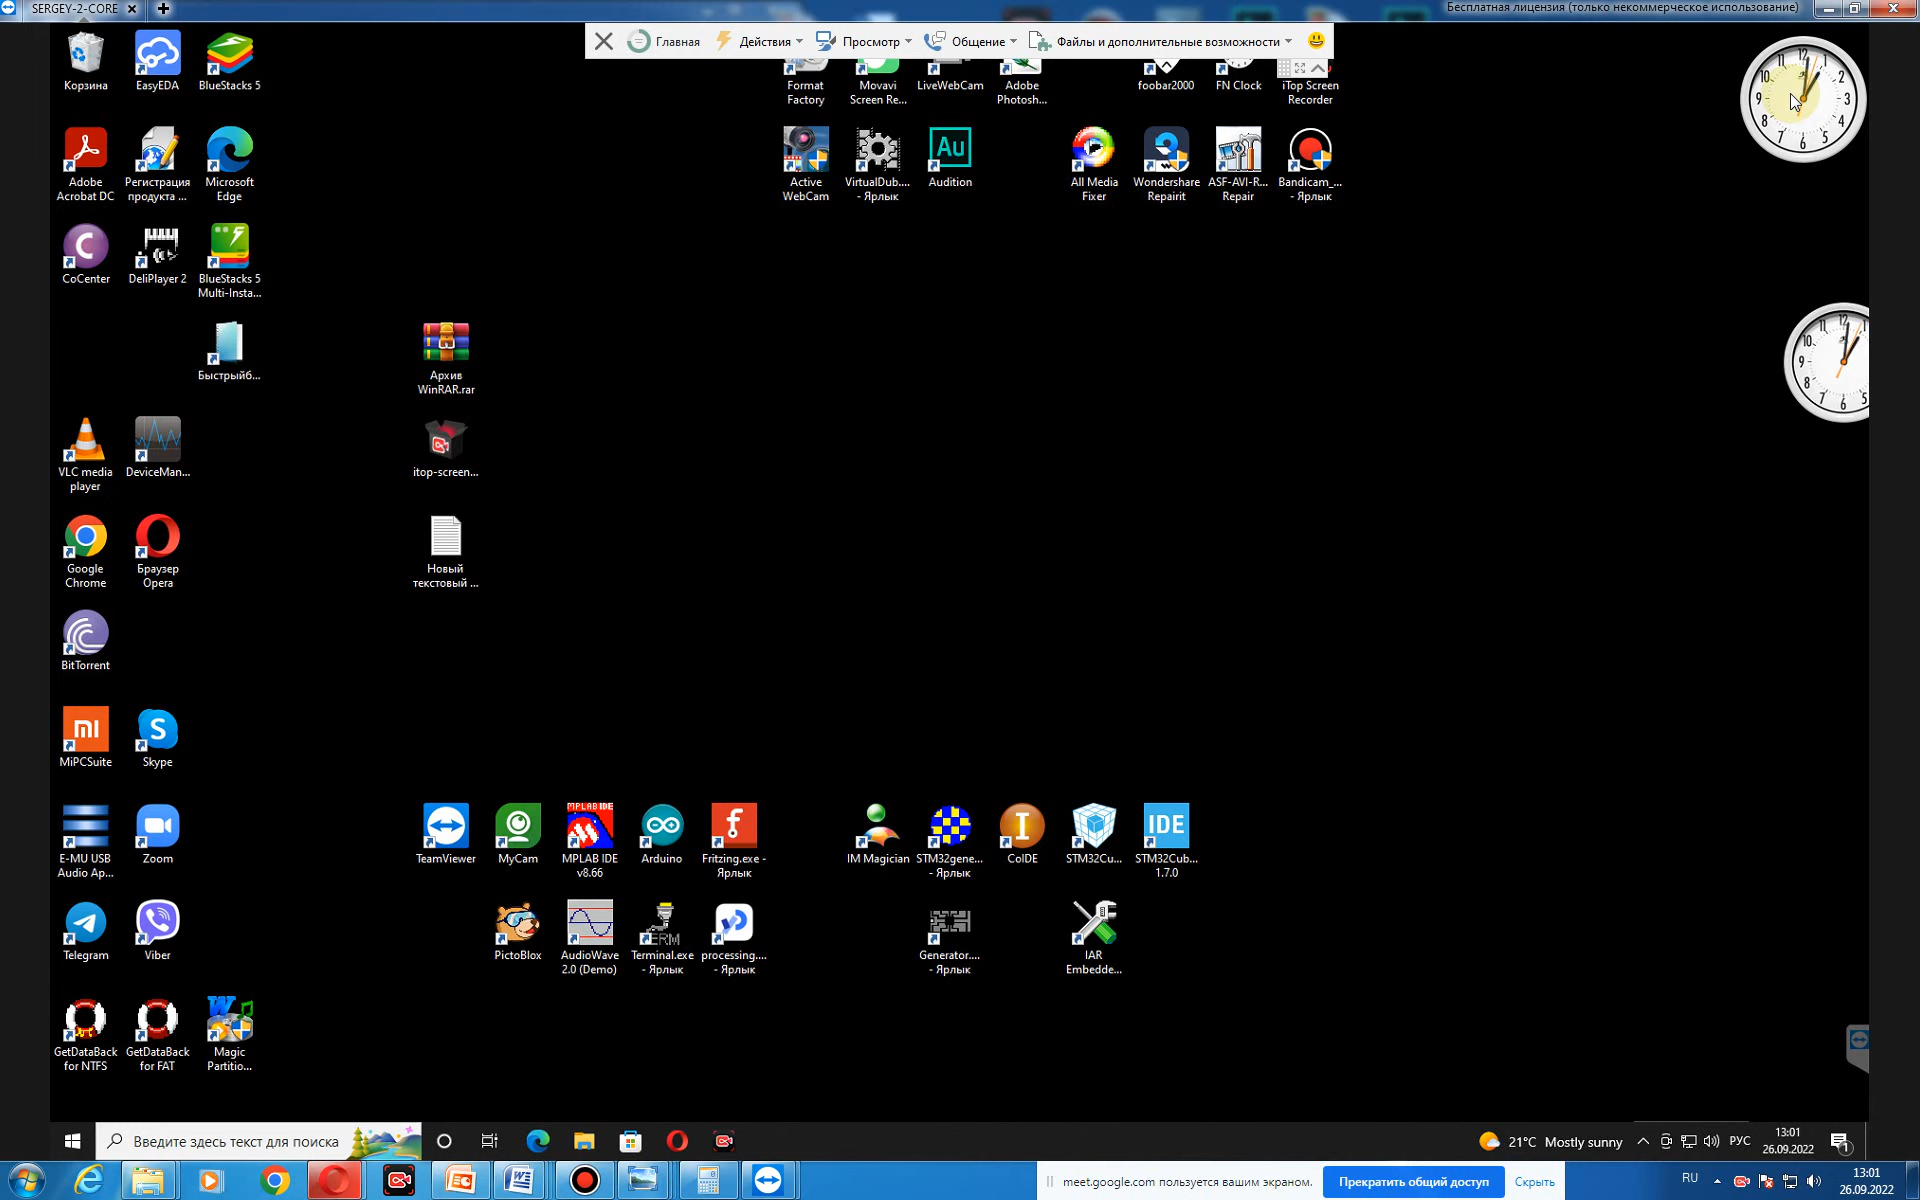 SERGEY-2-CORE
Бесплатная лицензия (только некоммерческое использование)
Главная Действия Просмотр Общение Файлы и дополнительные возможности
Корзина EasyEDA BlueStacks 5
Format Factory
Movavi Screen Re...
LiveWebCam
Adobe Photosh...
foobar2000
FN Clock
iTop Screen Recorder
Adobe Acrobat DC
Регистрация продукта ...
Microsoft Edge
Active WebCam
VirtualDub.... - Ярлык
Au
Audition
All Media Fixer
Wondershare Repairit
ASF-AVI-R... Repair
Bandicam_... - Ярлык
CoCenter
DeliPlayer 2
BlueStacks 5 Multi-Insta...
Быстрыйб...
Архив WinRAR.rar
VLC media player
DeviceMan...
itop-screen...
Google Chrome
Браузер Opera
Новый текстовый ...
BitTorrent
MiPCSuite
Skype
E-MU USB Audio Ap...
Zoom
TeamViewer
MyCam
MPLAB IDE
MPLAB IDE v8.66
Arduino
Fritzing.exe - Ярлык
IM Magician
STM32gene... - Ярлык
CoIDE
STM32Cu...
IDE
STM32Cub... 1.7.0
Telegram
Viber
PictoBlox
AudioWave 2.0 (Demo)
Terminal.exe - Ярлык
processing.... - Ярлык
Generator.... - Ярлык
IAR Embedde...
GetDataBack for NTFS
GetDataBack for FAT
Magic Partitio...
Введите здесь текст для поиска
21°C Mostly sunny
РУС
13:01
26.09.2022
meet.google.com пользуется вашим экраном.
Прекратить общий доступ
Скрыть
RU
13:01
26.09.2022